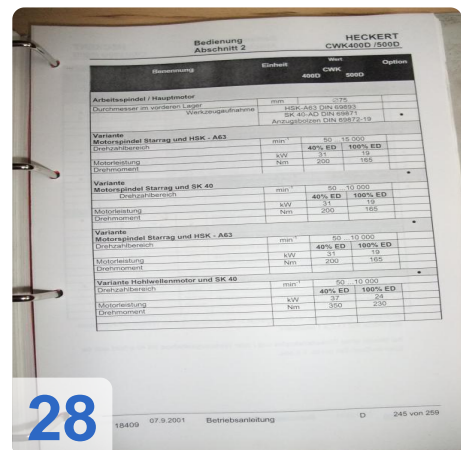 Bedienung HECKERT
Abschnitt 2 CWK400D /500D
Benennung Einheit Wert Option
CWK
400D 500D
Arbeitsspindel / Hauptmotor
Durchmesser im vorderen Lager mm ∅75
Werkzeugaufnahme HSK-A63 DIN 69893
SK 40-AD DIN 69871 •
Anzugsbolzen DIN 69872-19
Variante
Motorspindel Starrag und HSK - A63
Drehzahlbereich min⁻¹ 50 ...10 000
40% ED 100% ED
Motorleistung kW 31 19
Drehmoment Nm 200 165
•
Variante
Motorspindel Starrag und SK 40
Drehzahlbereich min⁻¹ 50 ...10 000
40% ED 100% ED
Motorleistung kW 31 19
Drehmoment Nm 200 165
•
Variante
Motorspindel Starrag und HSK - A63
Drehzahlbereich min⁻¹ 50 ...10 000
40% ED 100% ED
Motorleistung kW 31 19
Drehmoment Nm 200 165
•
Variante Hohlwellenmotor und SK 40
Drehzahlbereich min⁻¹ 50 ...10 000
40% ED 100% ED
Motorleistung kW 37 24
Drehmoment Nm 350 230
28
18409 07.9.2001 Betriebsanleitung D 245 von 259